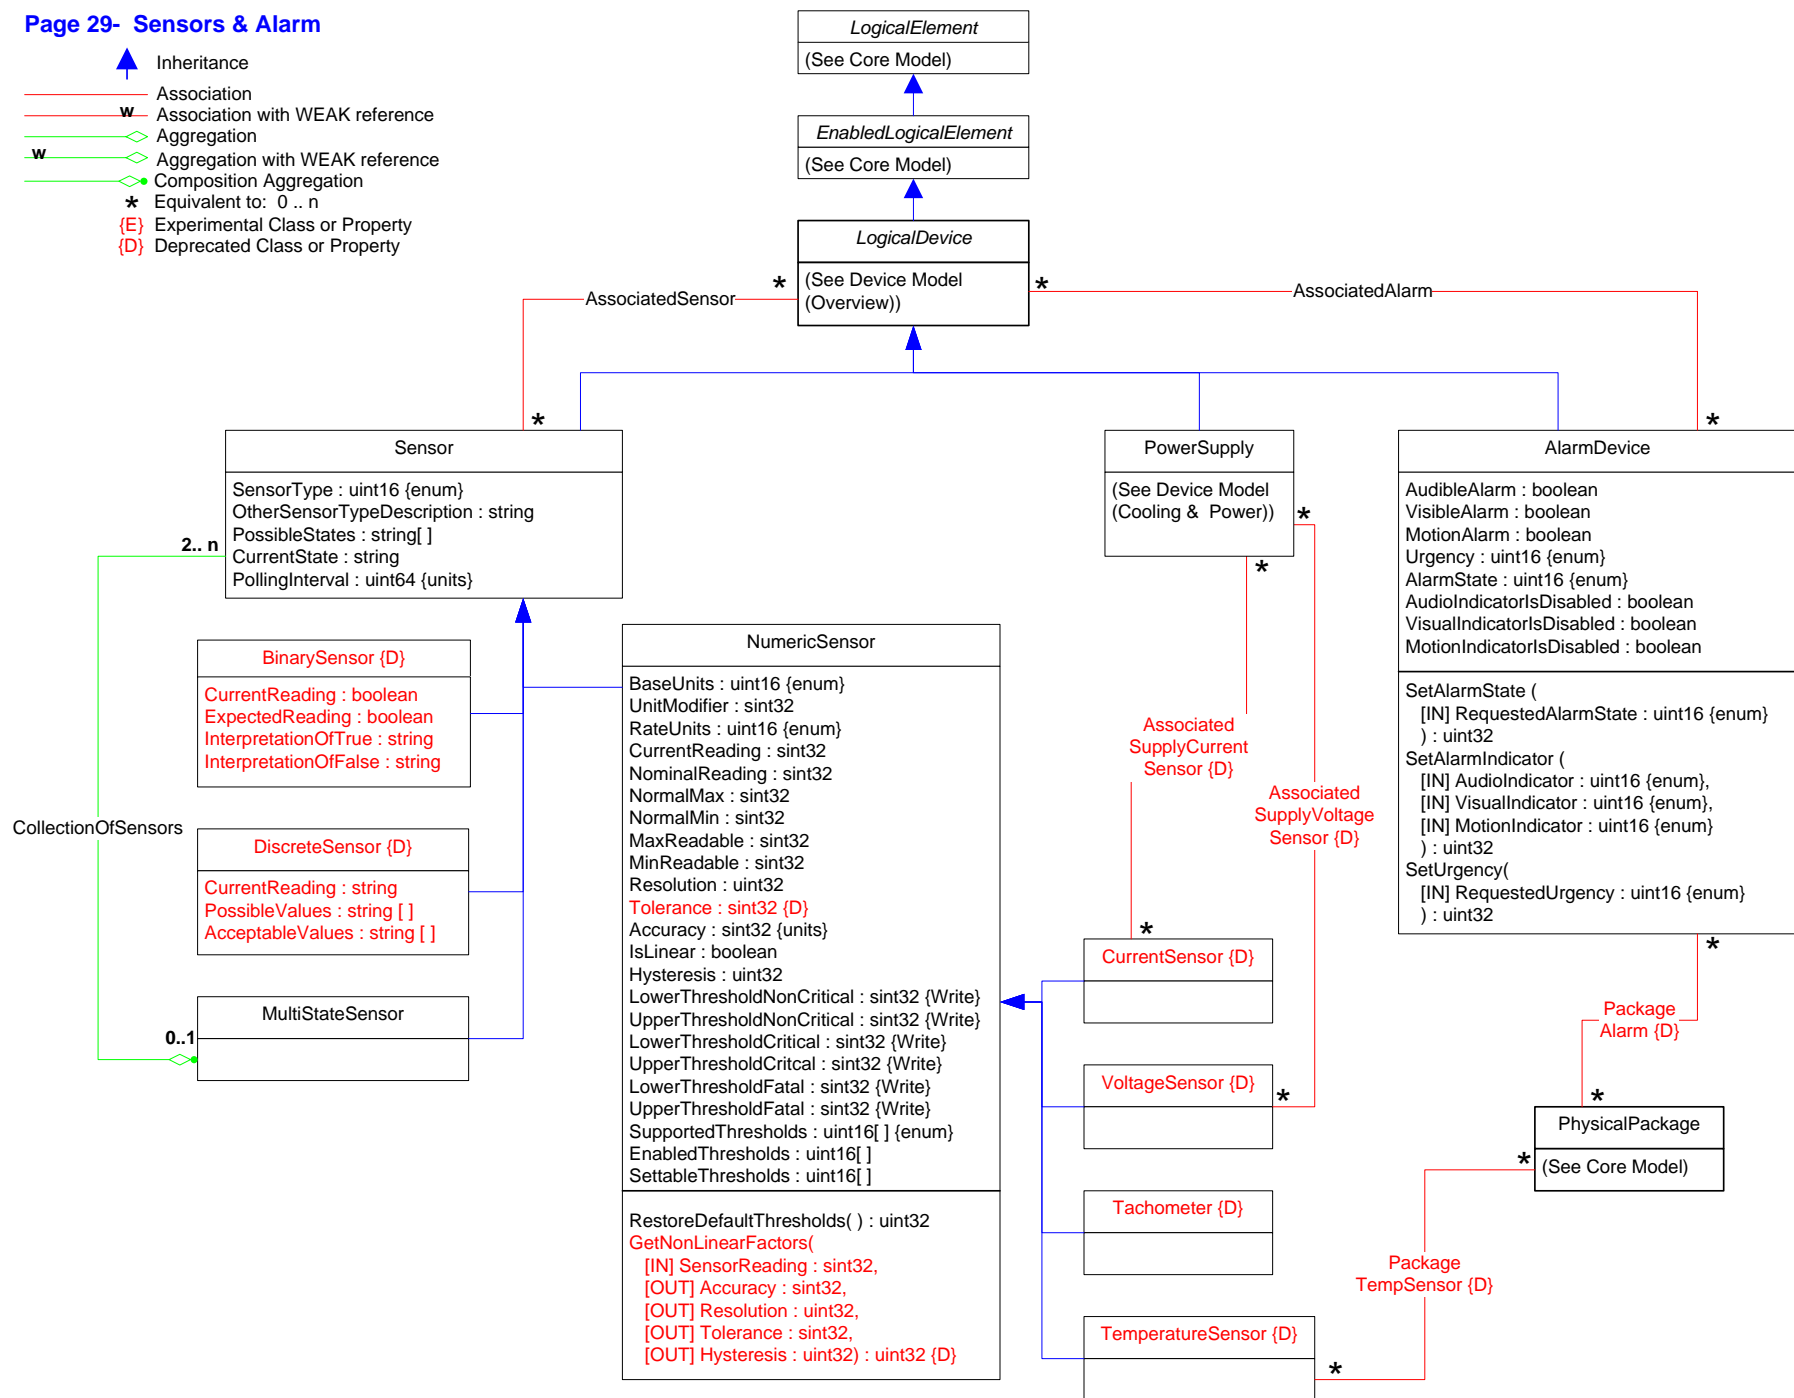 Page 29-  Sensors & Alarm
Inheritance
Association
w
Association with WEAK reference
Aggregation
w
Aggregation with WEAK reference
Composition Aggregation
* Equivalent to:  0 .. n
{E} Experimental Class or Property
{D} Deprecated Class or Property
LogicalElement
(See Core Model)
EnabledLogicalElement
(See Core Model)
LogicalDevice
(See Device Model
(Overview))
*
AssociatedSensor
*
*
AssociatedAlarm
*
Sensor
SensorType : uint16 {enum}
OtherSensorTypeDescription : string
PossibleStates : string[ ]
CurrentState : string
PollingInterval : uint64 {units}
2.. n
CollectionOfSensors
0..1
BinarySensor {D}
CurrentReading : boolean
ExpectedReading : boolean
InterpretationOfTrue : string
InterpretationOfFalse : string
DiscreteSensor {D}
CurrentReading : string
PossibleValues : string [ ]
AcceptableValues : string [ ]
MultiStateSensor
NumericSensor
BaseUnits : uint16 {enum}
UnitModifier : sint32
RateUnits : uint16 {enum}
CurrentReading : sint32
NominalReading : sint32
NormalMax : sint32
NormalMin : sint32
MaxReadable : sint32
MinReadable : sint32
Resolution : uint32
Tolerance : sint32 {D}
Accuracy : sint32 {units}
IsLinear : boolean
Hysteresis : uint32
LowerThresholdNonCritical : sint32 {Write}
UpperThresholdNonCritical : sint32 {Write}
LowerThresholdCritical : sint32 {Write}
UpperThresholdCritcal : sint32 {Write}
LowerThresholdFatal : sint32 {Write}
UpperThresholdFatal : sint32 {Write}
SupportedThresholds : uint16[ ] {enum}
EnabledThresholds : uint16[ ]
SettableThresholds : uint16[ ]
RestoreDefaultThresholds( ) : uint32
GetNonLinearFactors(
[IN] SensorReading : sint32,
[OUT] Accuracy : sint32,
[OUT] Resolution : uint32,
[OUT] Tolerance : sint32,
[OUT] Hysteresis : uint32) : uint32 {D}
PowerSupply
(See Device Model
(Cooling &  Power))
*
*
Associated
SupplyCurrent
Sensor {D}
Associated
SupplyVoltage
Sensor {D}
*
CurrentSensor {D}
VoltageSensor {D}
*
Tachometer {D}
TemperatureSensor {D}
*
AlarmDevice
AudibleAlarm : boolean
VisibleAlarm : boolean
MotionAlarm : boolean
Urgency : uint16 {enum}
AlarmState : uint16 {enum}
AudioIndicatorIsDisabled : boolean
VisualIndicatorIsDisabled : boolean
MotionIndicatorIsDisabled : boolean
SetAlarmState (
[IN] RequestedAlarmState : uint16 {enum}
) : uint32
SetAlarmIndicator (
[IN] AudioIndicator : uint16 {enum},
[IN] VisualIndicator : uint16 {enum},
[IN] MotionIndicator : uint16 {enum}
) : uint32
SetUrgency(
[IN] RequestedUrgency : uint16 {enum}
) : uint32
*
Package
Alarm {D}
*
PhysicalPackage
(See Core Model)
*
Package
TempSensor {D}